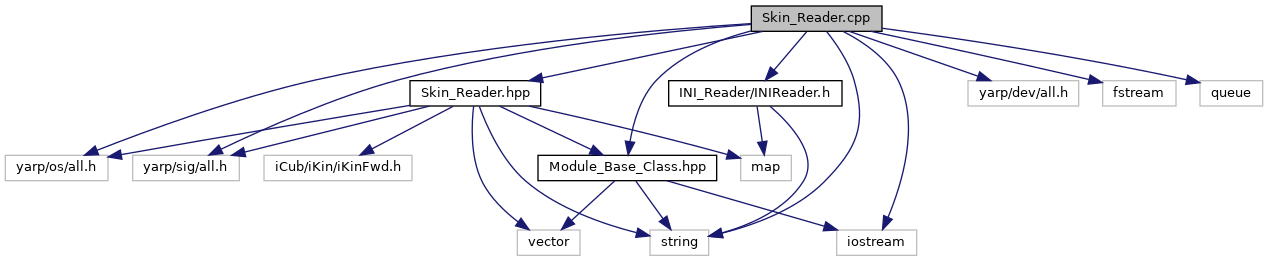 Skin_Reader.cpp
Skin_Reader.hpp
INI_Reader/INIReader.h
yarp/dev/all.h
fstream
queue
yarp/os/all.h
yarp/sig/all.h
iCub/iKin/iKinFwd.h
Module_Base_Class.hpp
map
vector
string
iostream